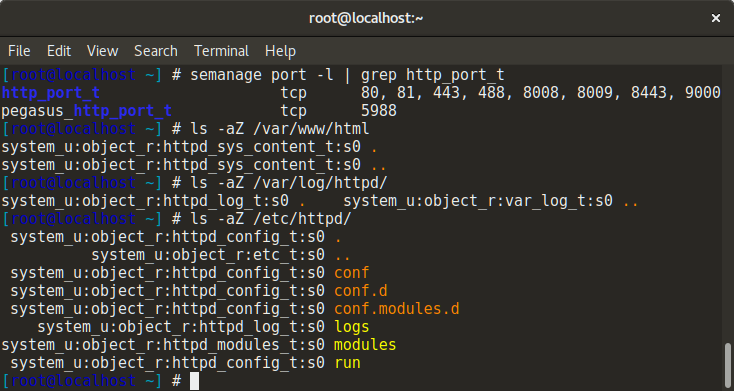 root@localhost:~
File Edit View Search Terminal Help
[root@localhost ~] # semanage port -l | grep http_port_t
http_port_t                    tcp      80, 81, 443, 488, 8008, 8009, 8443, 9000
pegasus_http_port_t            tcp      5988
[root@localhost ~] # ls -aZ /var/www/html
system_u:object_r:httpd_sys_content_t:s0 .
system_u:object_r:httpd_sys_content_t:s0 ..
[root@localhost ~] # ls -aZ /var/log/httpd/
system_u:object_r:httpd_log_t:s0 .    system_u:object_r:var_log_t:s0 ..
[root@localhost ~] # ls -aZ /etc/httpd/
 system_u:object_r:httpd_config_t:s0 .
          system_u:object_r:etc_t:s0 ..
 system_u:object_r:httpd_config_t:s0 conf
 system_u:object_r:httpd_config_t:s0 conf.d
 system_u:object_r:httpd_config_t:s0 conf.modules.d
    system_u:object_r:httpd_log_t:s0 logs
system_u:object_r:httpd_modules_t:s0 modules
 system_u:object_r:httpd_config_t:s0 run
[root@localhost ~] #